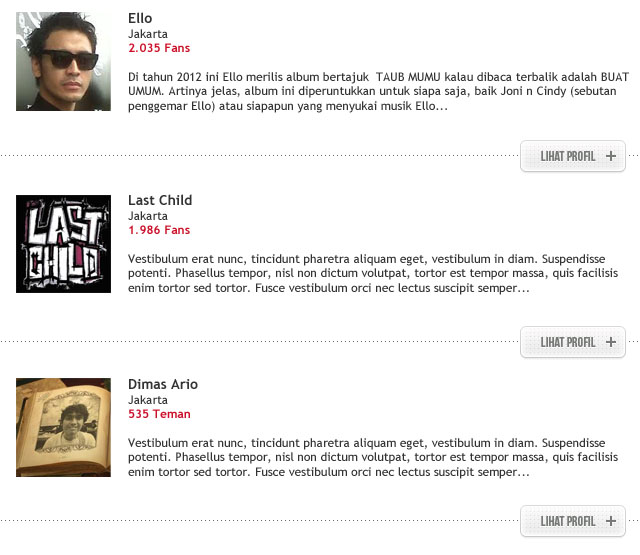 Ello
Jakarta
2.035 Fans
Di tahun 2012 ini Ello merilis album bertajuk  TAUB MUMU kalau dibaca terbalik adalah BUAT
UMUM. Artinya jelas, album ini diperuntukkan untuk siapa saja, baik Joni n Cindy (sebutan
penggemar Ello) atau siapapun yang menyukai musik Ello...
LIHAT PROFIL +
LAST CHILD
Last Child
Jakarta
1.986 Fans
Vestibulum erat nunc, tincidunt pharetra aliquam eget, vestibulum in diam. Suspendisse
potenti. Phasellus tempor, nisl non dictum volutpat, tortor est tempor massa, quis facilisis
enim tortor sed tortor. Fusce vestibulum orci nec lectus suscipit semper...
LIHAT PROFIL +
Dimas Ario
Jakarta
535 Teman
Vestibulum erat nunc, tincidunt pharetra aliquam eget, vestibulum in diam. Suspendisse
potenti. Phasellus tempor, nisl non dictum volutpat, tortor est tempor massa, quis facilisis
enim tortor sed tortor. Fusce vestibulum orci nec lectus suscipit semper...
LIHAT PROFIL +